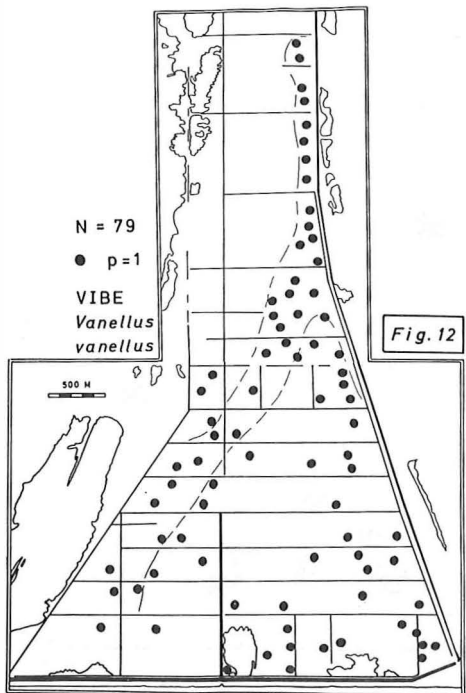 N = 79
p=1
VIBE
Vanellus
vanellus
Fig. 12
500 M